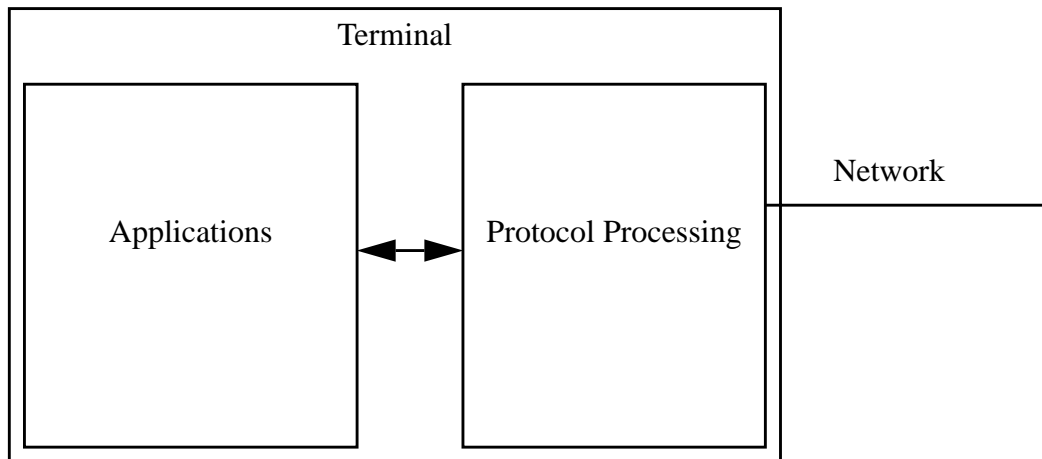 Terminal
Network
Applications
Protocol Processing